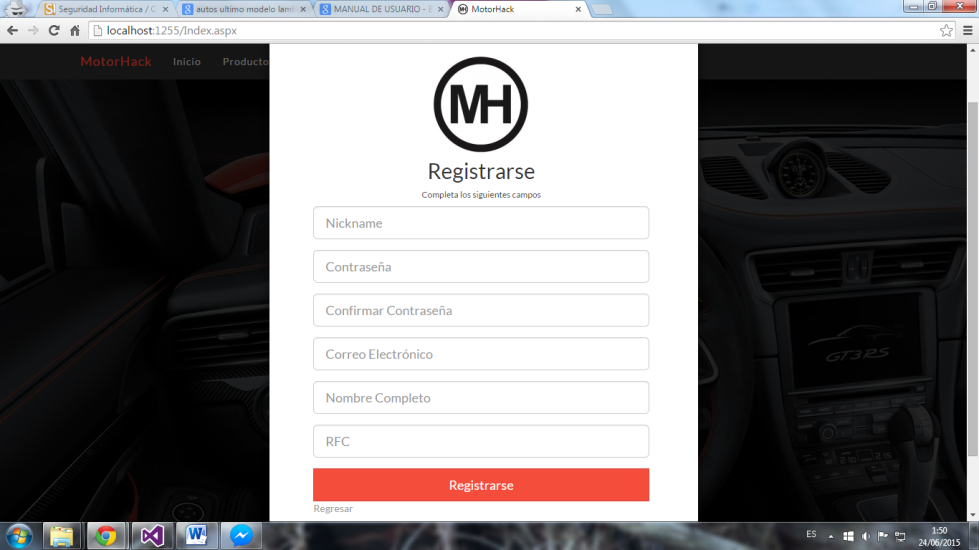 Seguridad Informática / C
autos ultimo modelo lamb
MANUAL DE USUARIO - E
MotorHack
localhost:1255/Index.aspx
MotorHack Inicio Producto
MH
Registrarse
Completa los siguientes campos
Nickname
Contraseña
Confirmar Contraseña
Correo Electrónico
Nombre Completo
RFC
GT3 RS
Registrarse
Regresar
ES
1:50
24/06/2015